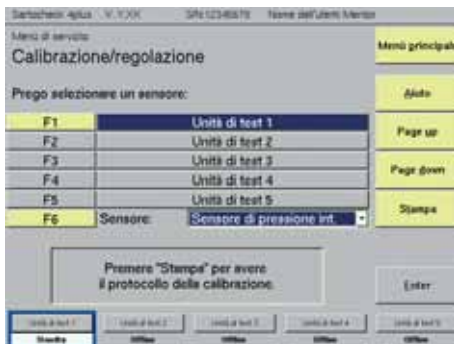 Sartocheck 4plus V. Y.XX S/N 12345678 Nome dell'utente Mentor
Menù di servizio
Calibrazione/regolazione
Menù principale
Prego selezionare un sensore:
Aiuto
F1 Unità di test 1
Page up
F2 Unità di test 2
F3 Unità di test 3
Page down
F4 Unità di test 4
F5 Unità di test 5
Stampa
F6 Sensore: Sensore di pressione int.
Premere "Stampa" per avere
il protocollo della calibrazione.
Enter
Unità di test 1 Unità di test 2 Unità di test 3 Unità di test 4 Unità di test 5
Standby Offline Offline Offline Offline